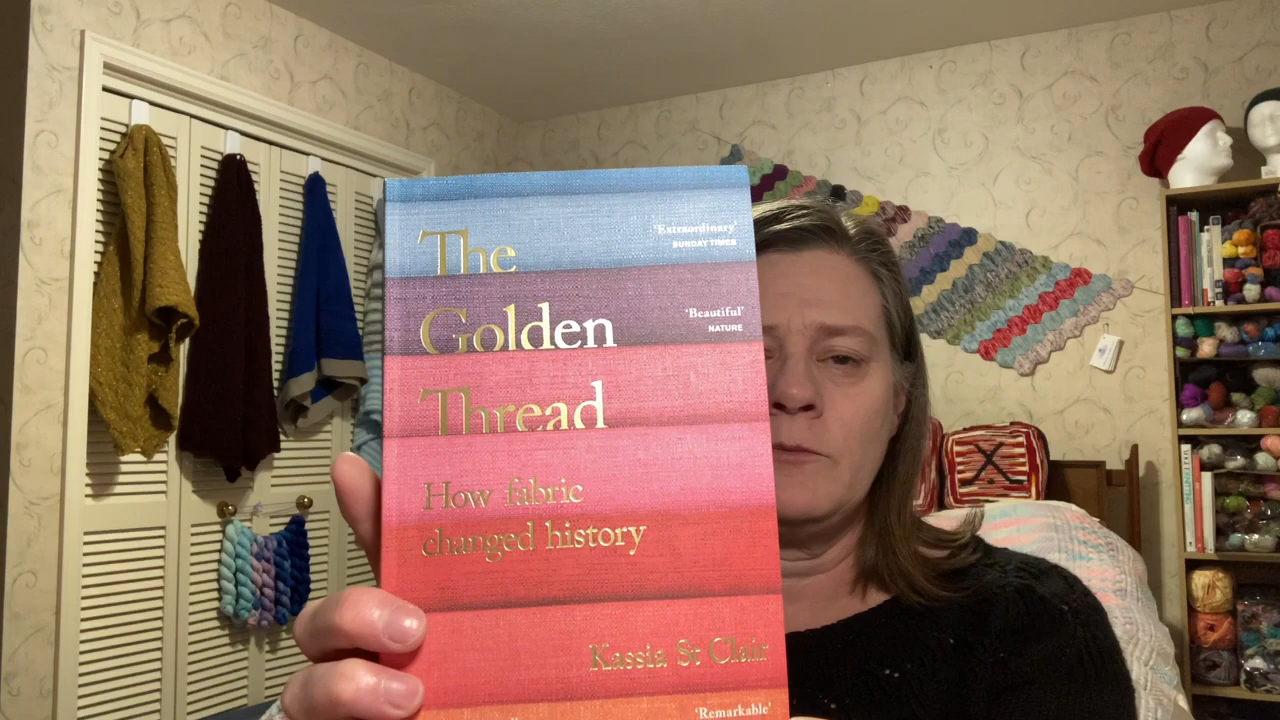 The
'Extraordinary'
SUNDAY TIMES
Golden
'Beautiful'
NATURE
Thread
How fabric
changed history
Kassia St Clair
'Remarkable'